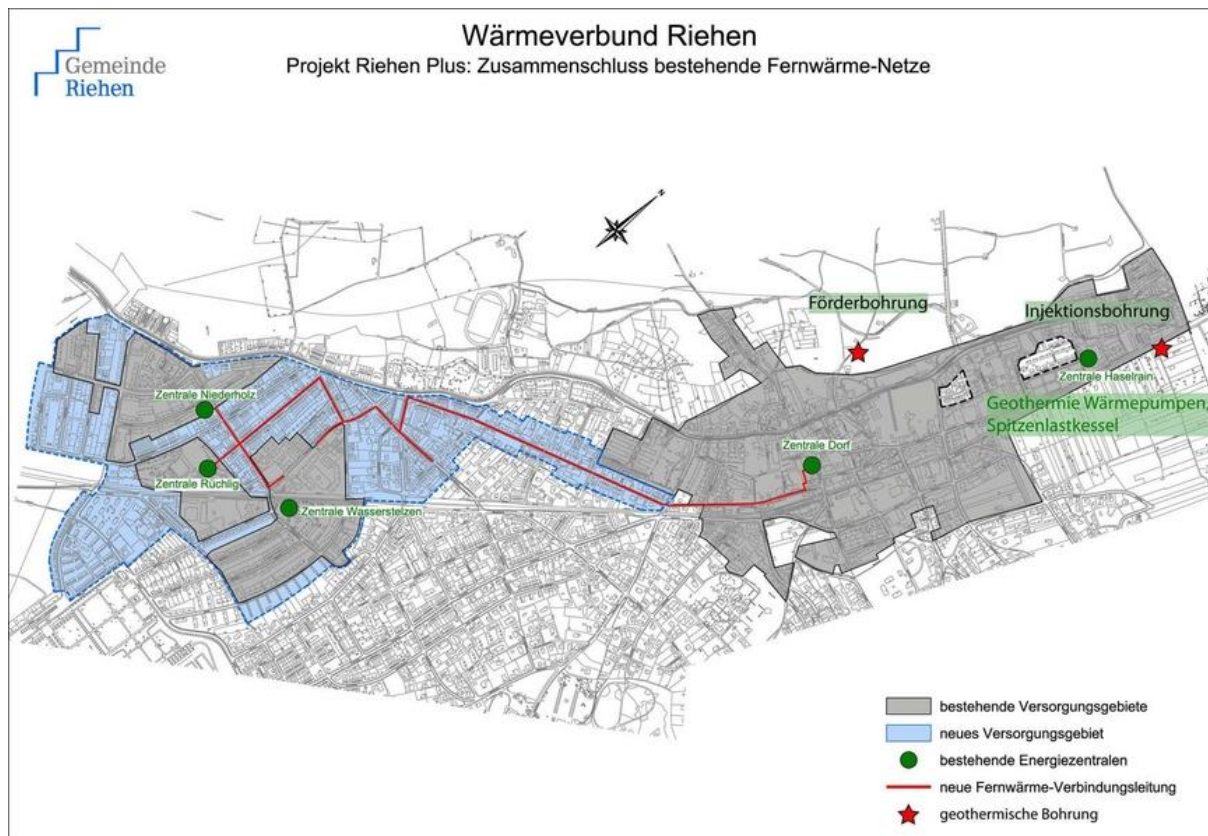 Gemeinde
Riehen
Wärmeverbund Riehen
Projekt Riehen Plus: Zusammenschluss bestehende Fernwärme-Netze
N
Förderbohrung
Injektionsbohrung
Zentrale Haselrain
Geothermie Wärmepumpen,
Spitzenlastkessel
Zentrale Niederholz
Zentrale Dorf
Zentrale Rüchlig
Zentrale Wasserstelzen
bestehende Versorgungsgebiete
neues Versorgungsgebiet
bestehende Energiezentralen
neue Fernwärme-Verbindungsleitung
geothermische Bohrung